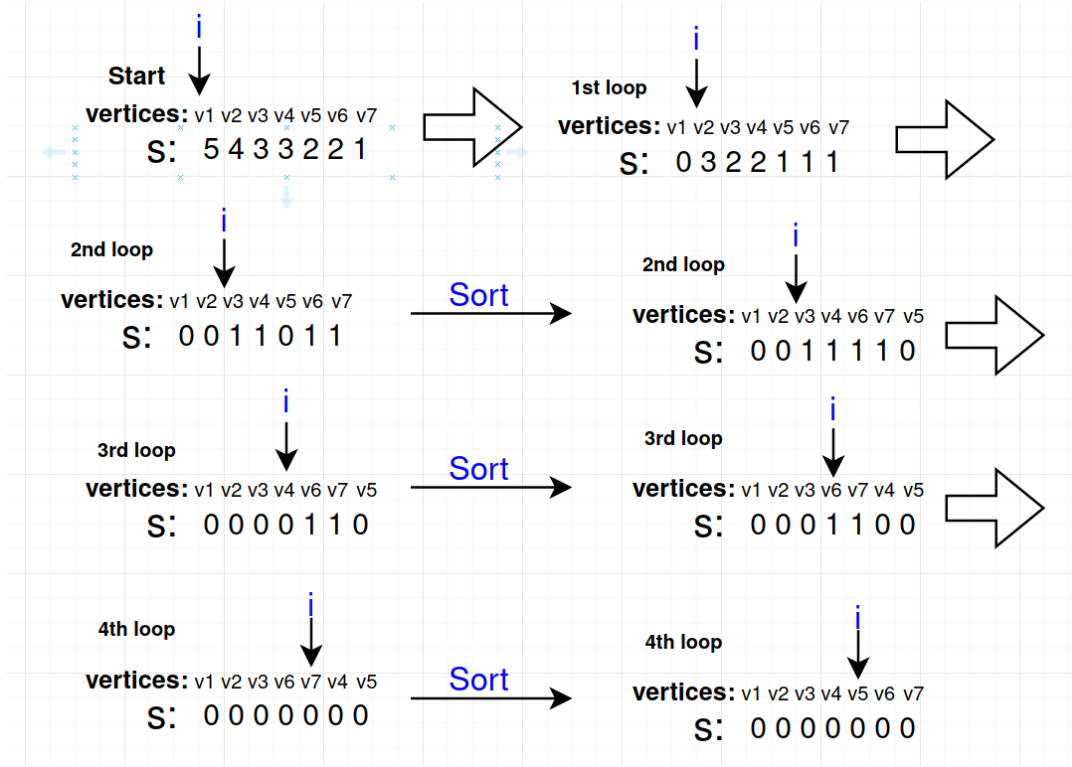 i
Start
vertices: v1 v2 v3 v4 v5 v6 v7
s: 5 4 3 3 2 2 1
i
1st loop
vertices: v1 v2 v3 v4 v5 v6 v7
s: 0 3 2 2 1 1 1
i
2nd loop
vertices: v1 v2 v3 v4 v5 v6 v7
s: 0 0 1 1 0 1 1
Sort
i
2nd loop
vertices: v1 v2 v3 v4 v6 v7 v5
s: 0 0 1 1 1 1 0
i
3rd loop
vertices: v1 v2 v3 v4 v6 v7 v5
s: 0 0 0 0 1 1 0
Sort
i
3rd loop
vertices: v1 v2 v3 v6 v7 v4 v5
s: 0 0 0 1 1 0 0
i
4th loop
vertices: v1 v2 v3 v6 v7 v4 v5
s: 0 0 0 0 0 0 0
Sort
i
4th loop
vertices: v1 v2 v3 v4 v5 v6 v7
s: 0 0 0 0 0 0 0